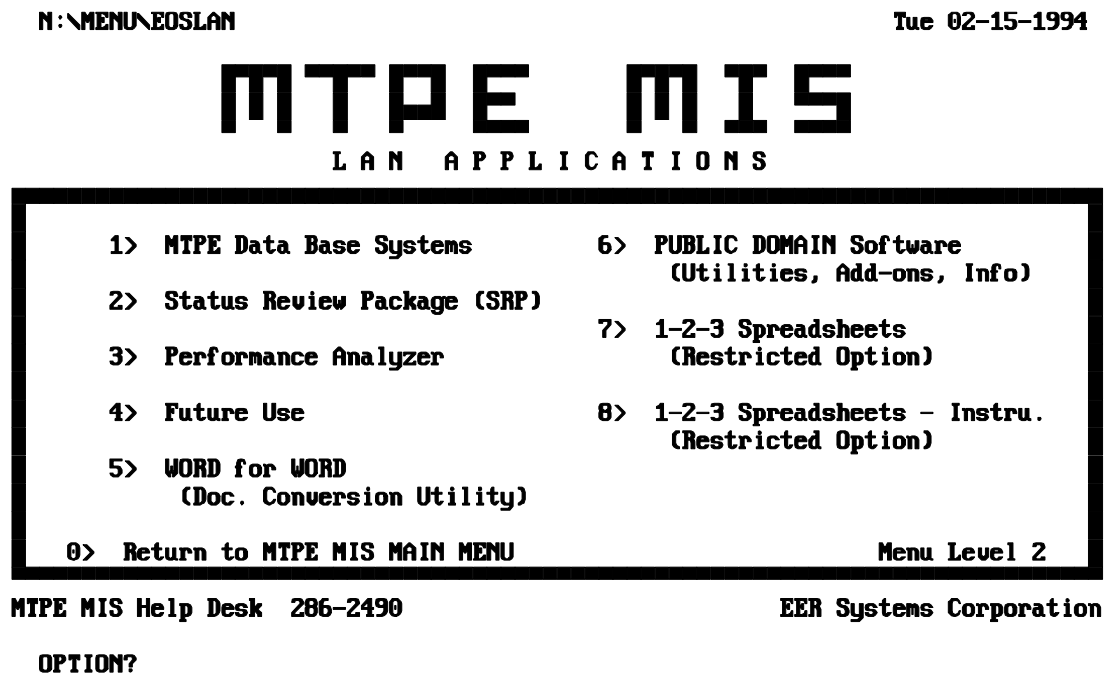 N:\MENU\EOSLAN Tue 02-15-1994
MTPE MIS
LAN APPLICATIONS
1> MTPE Data Base Systems
2> Status Review Package (SRP)
3> Performance Analyzer
4> Future Use
5> WORD for WORD
(Doc. Conversion Utility)
6> PUBLIC DOMAIN Software
(Utilities, Add-ons, Info)
7> 1-2-3 Spreadsheets
(Restricted Option)
8> 1-2-3 Spreadsheets - Instru.
(Restricted Option)
0> Return to MTPE MIS MAIN MENU Menu Level 2
MTPE MIS Help Desk 286-2490 EER Systems Corporation
OPTION?